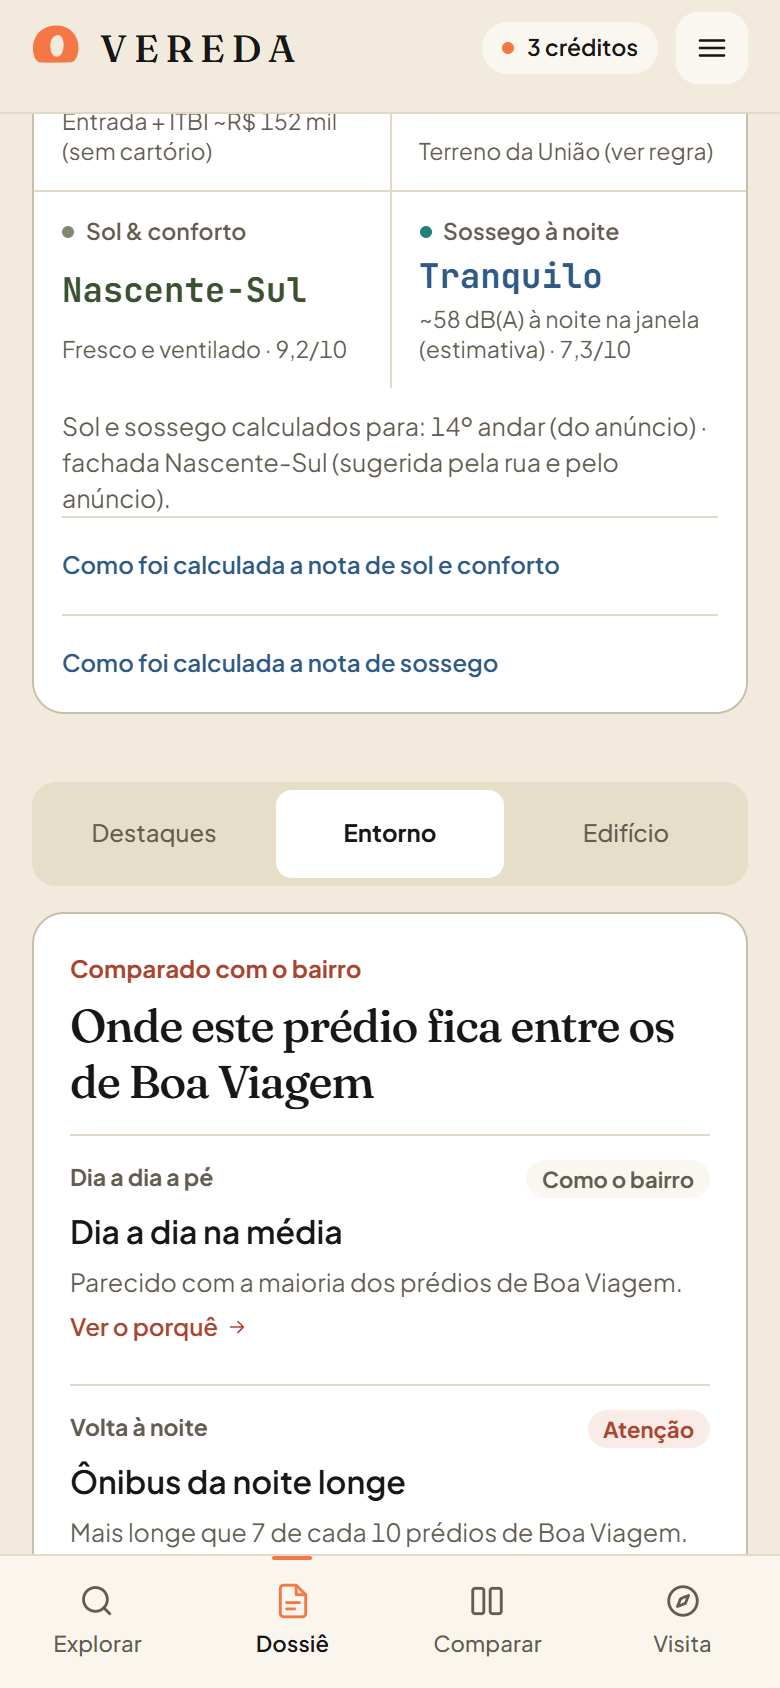 VEREDA
3 créditos
Entrada + ITBI ~R$ 152 mil
(sem cartório)
Terreno da União (ver regra)
Sol & conforto
Nascente-Sul
Fresco e ventilado · 9,2/10
Sossego à noite
Tranquilo
~58 dB(A) à noite na janela
(estimativa) · 7,3/10
Sol e sossego calculados para: 14º andar (do anúncio) ·
fachada Nascente-Sul (sugerida pela rua e pelo
anúncio).
Como foi calculada a nota de sol e conforto
Como foi calculada a nota de sossego
Destaques
Entorno
Edifício
Comparado com o bairro
Onde este prédio fica entre os
de Boa Viagem
Dia a dia a pé
Como o bairro
Dia a dia na média
Parecido com a maioria dos prédios de Boa Viagem.
Ver o porquê →
Volta à noite
Atenção
Ônibus da noite longe
Mais longe que 7 de cada 10 prédios de Boa Viagem.
Explorar
Dossiê
Comparar
Visita